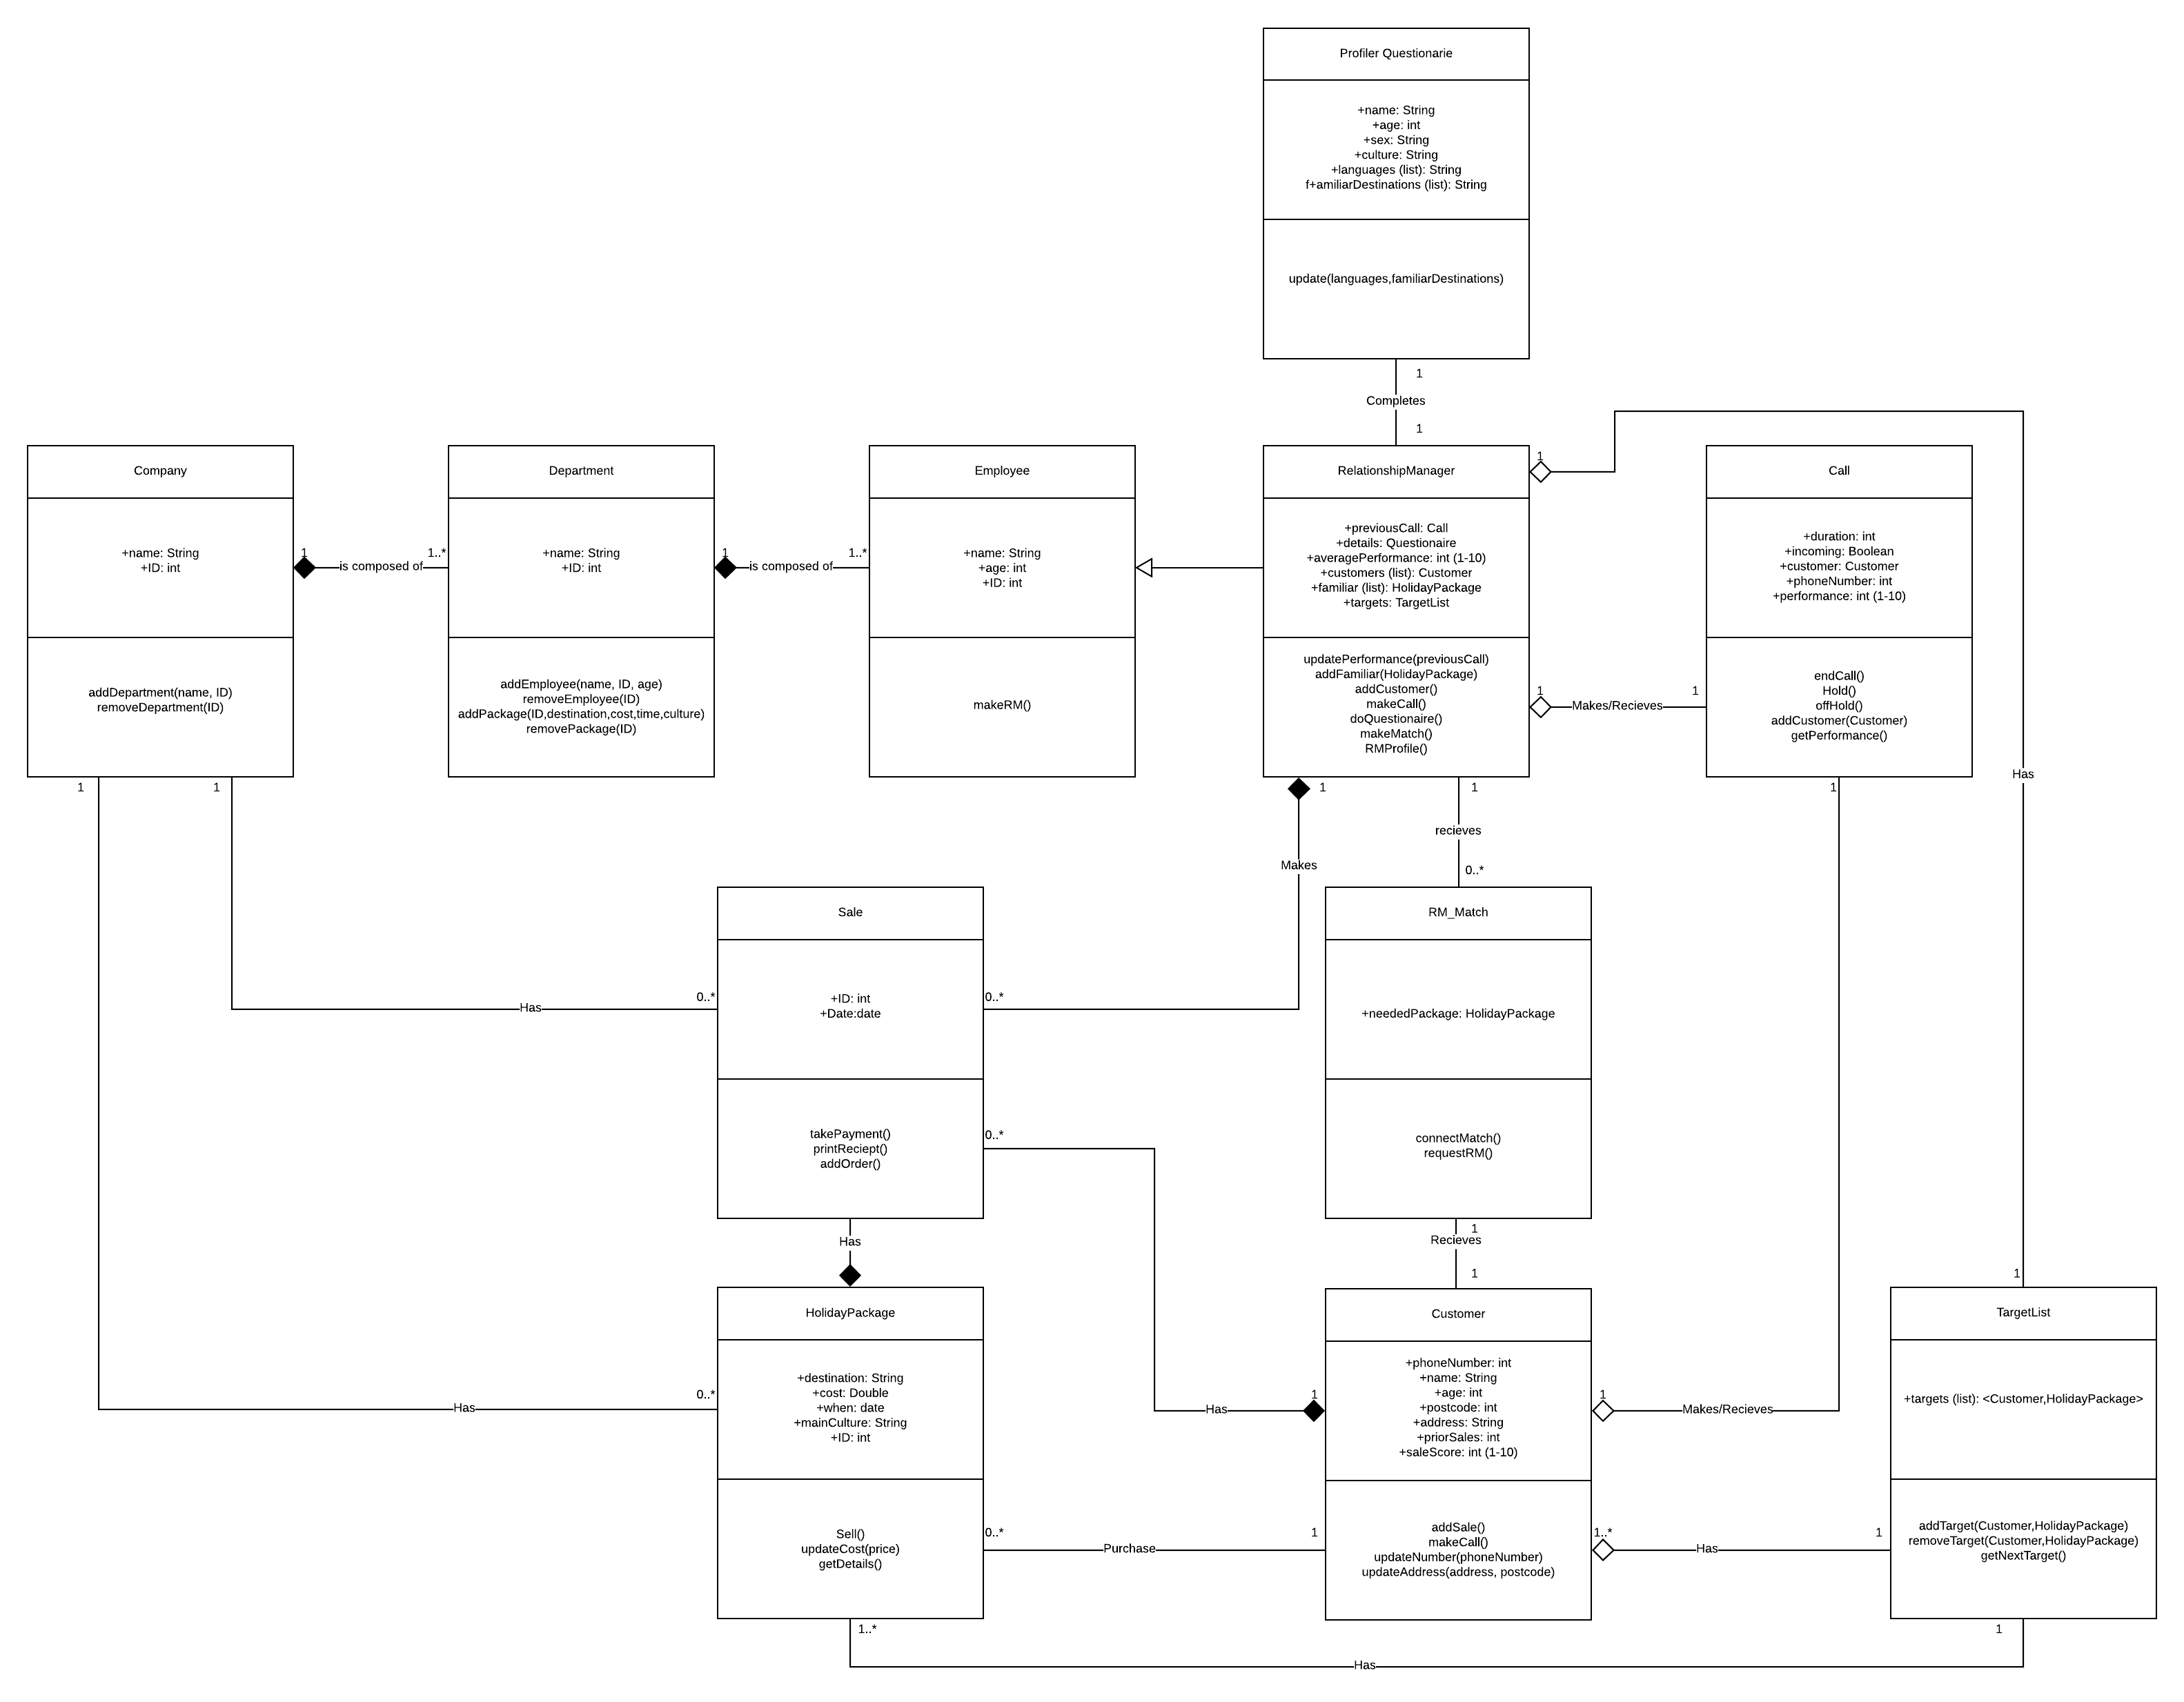 Profiler Questionarie
+name: String
+age: int
+sex: String
+culture: String
+languages (list): String
f+amiliarDestinations (list): String
update(languages,familiarDestinations)
1
Completes
1
Company
+name: String
+ID: int
addDepartment(name, ID)
removeDepartment(ID)
1
is composed of
1..*
Department
+name: String
+ID: int
addEmployee(name, ID, age)
removeEmployee(ID)
addPackage(ID,destination,cost,time,culture)
removePackage(ID)
1
is composed of
1..*
Employee
+name: String
+age: int
+ID: int
makeRM()
RelationshipManager
+previousCall: Call
+details: Questionaire
+averagePerformance: int (1-10)
+customers (list): Customer
+familiar (list): HolidayPackage
+targets: TargetList
updatePerformance(previousCall)
addFamiliar(HolidayPackage)
addCustomer()
makeCall()
doQuestionaire()
makeMatch()
RMProfile()
1
1
Makes/Recieves
1
Call
+duration: int
+incoming: Boolean
+customer: Customer
+phoneNumber: int
+performance: int (1-10)
endCall()
Hold()
offHold()
addCustomer(Customer)
getPerformance()
Has
1
1
1
1
1
recieves
Makes
0..*
Sale
+ID: int
+Date:date
takePayment()
printReciept()
addOrder()
0..*
Has
0..*
0..*
RM_Match
+neededPackage: HolidayPackage
connectMatch()
requestRM()
1
Recieves
1
Has
1
HolidayPackage
+destination: String
+cost: Double
+when: date
+mainCulture: String
+ID: int
Sell()
updateCost(price)
getDetails()
0..*
Has
Customer
+phoneNumber: int
+name: String
+age: int
+postcode: int
+address: String
+priorSales: int
+saleScore: int (1-10)
addSale()
makeCall()
updateNumber(phoneNumber)
updateAddress(address, postcode)
1
Has
1
Makes/Recieves
TargetList
+targets (list): <Customer,HolidayPackage>
addTarget(Customer,HolidayPackage)
removeTarget(Customer,HolidayPackage)
getNextTarget()
0..*
Purchase
1
1..*
Has
1
1..*
Has
1